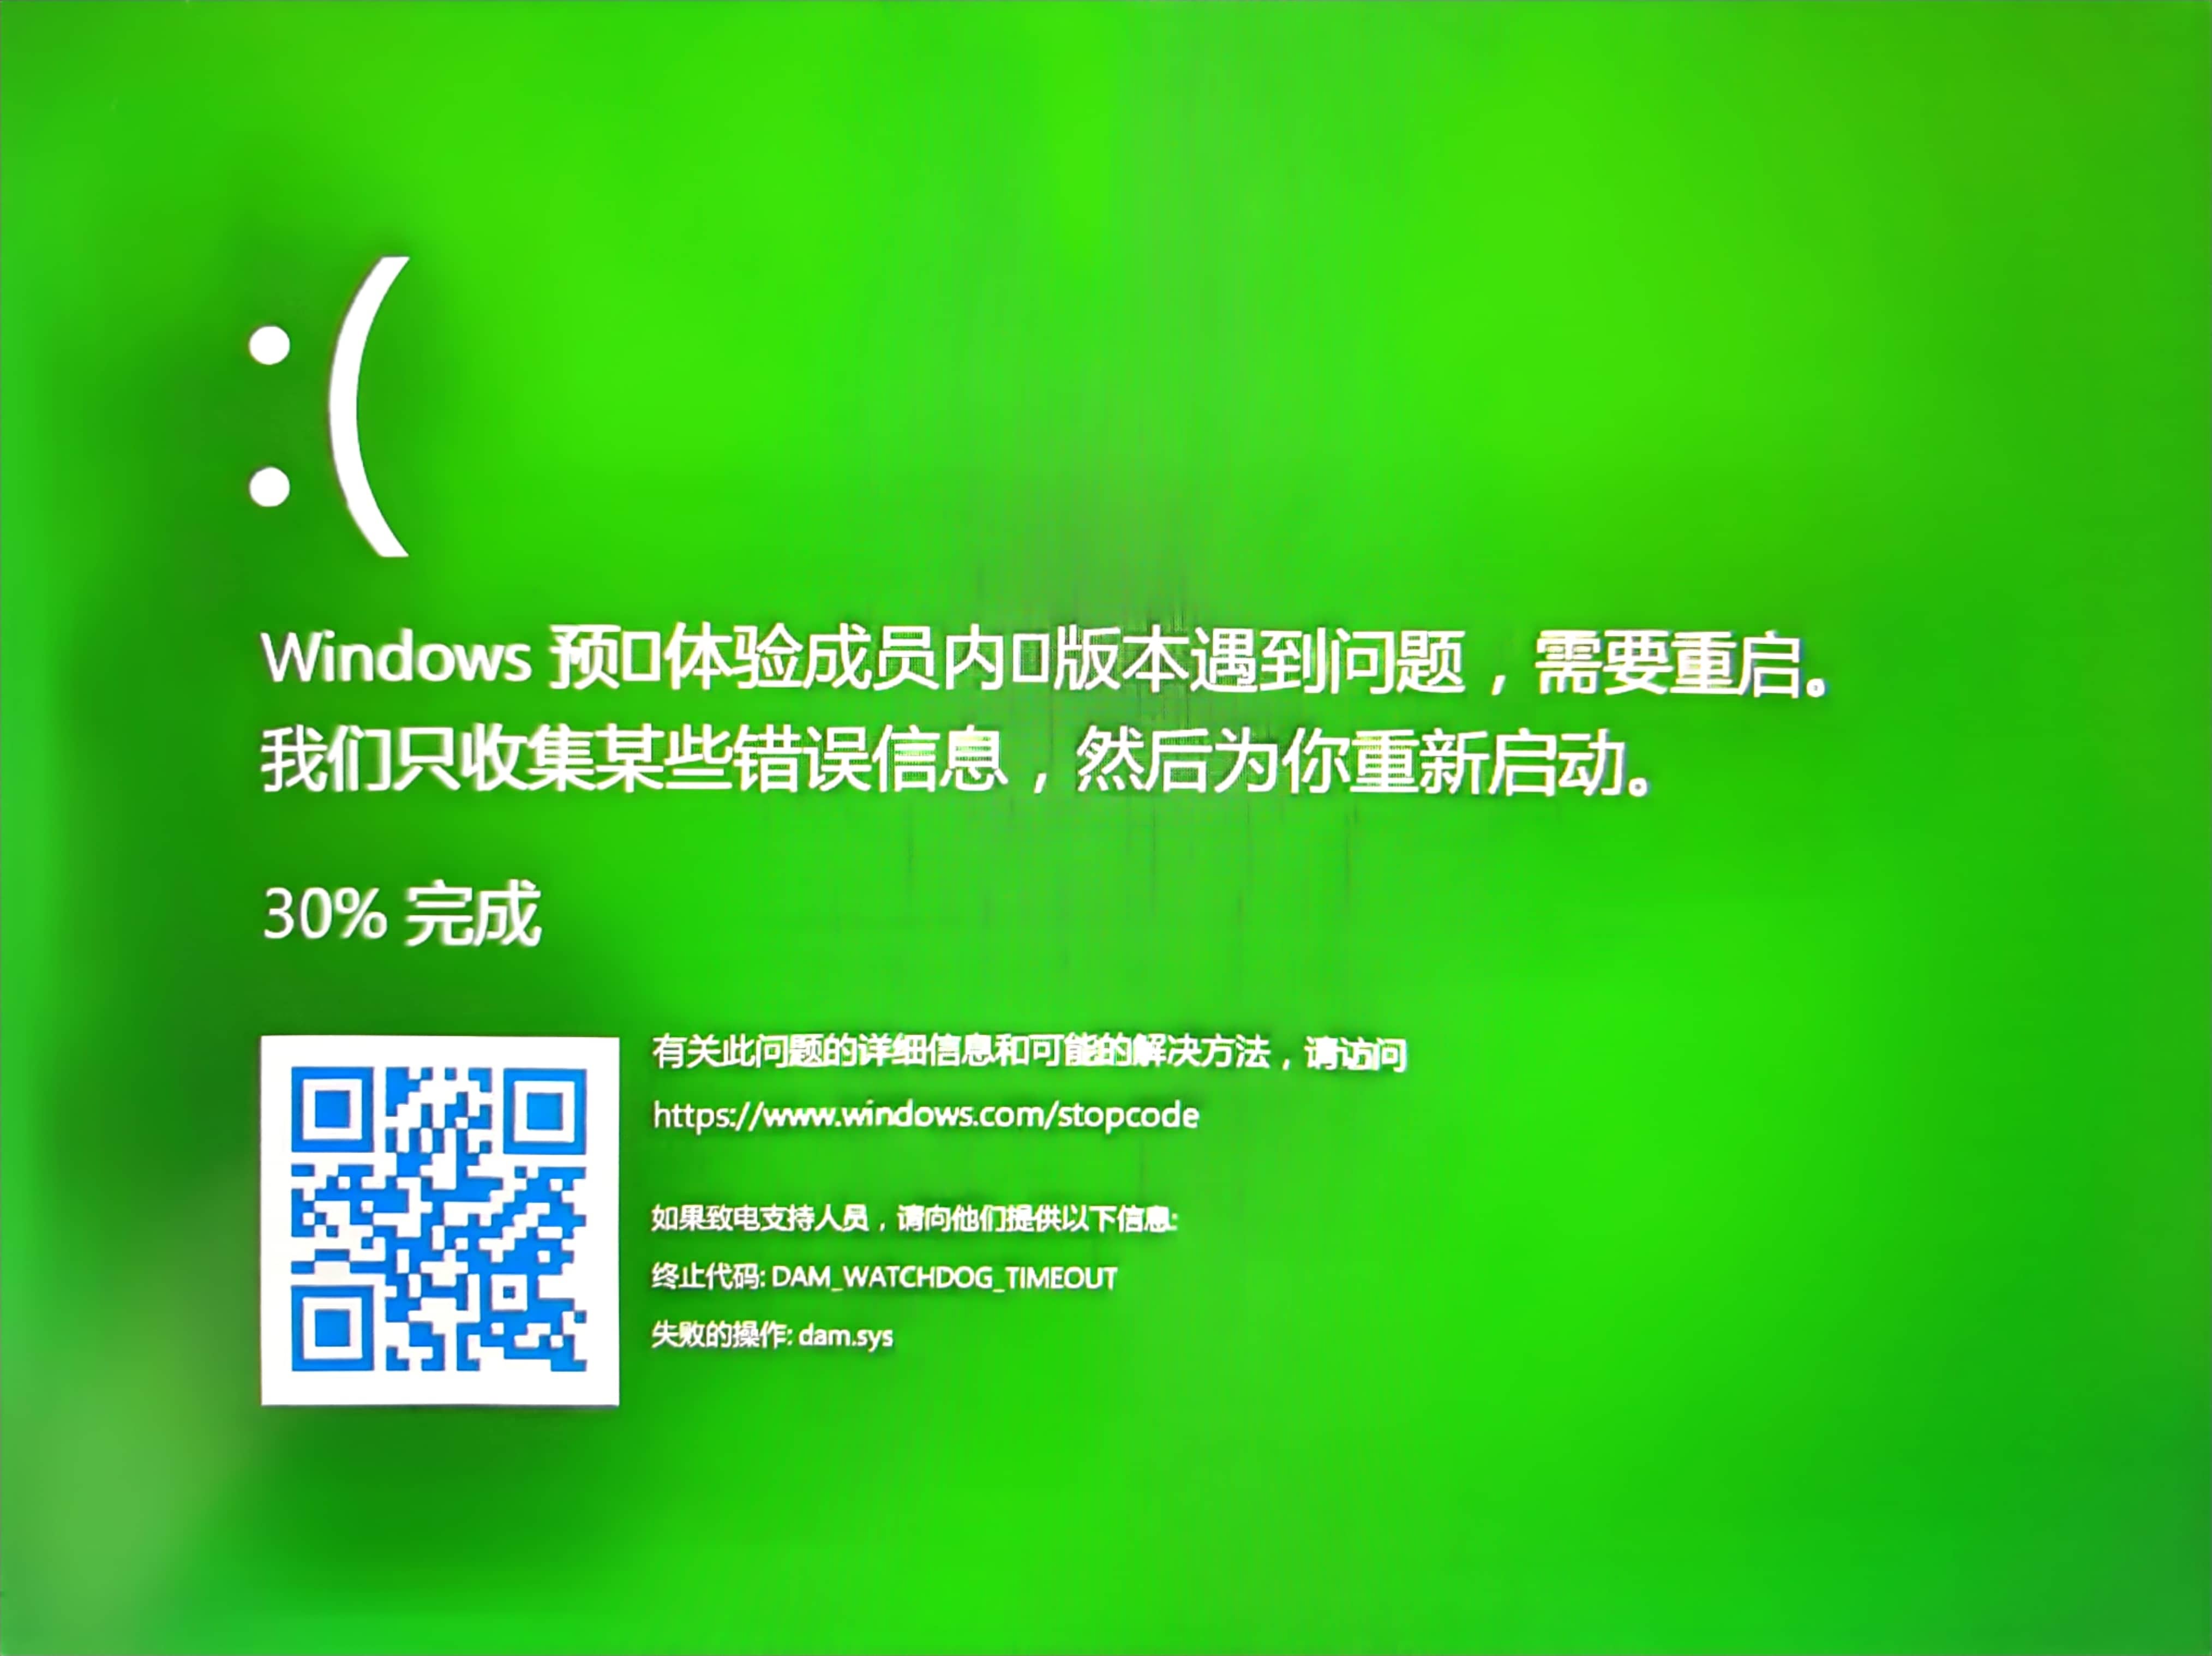 :(
Windows 预▯体验成员内▯版本遇到问题，需要重启。
我们只收集某些错误信息，然后为你重新启动。
30% 完成
有关此问题的详细信息和可能的解决方法，请访问
https://www.windows.com/stopcode
如果致电支持人员，请向他们提供以下信息:
终止代码: DAM_WATCHDOG_TIMEOUT
失败的操作: dam.sys